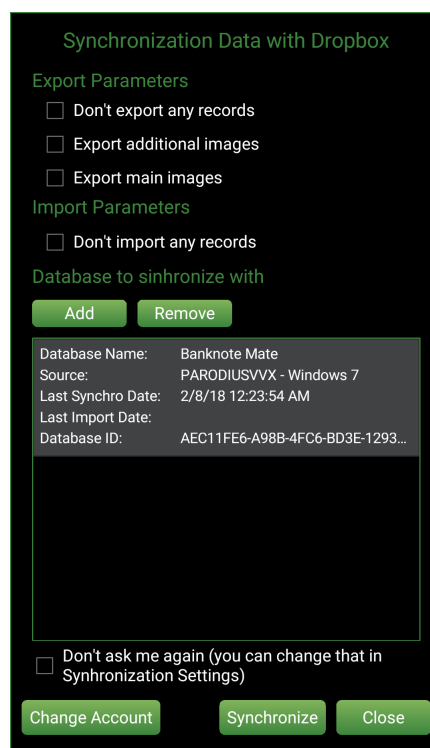 Synchronization Data with Dropbox
Export Parameters
Don't export any records
Export additional images
Export main images
Import Parameters
Don't import any records
Database to sinhronize with
Add Remove
Database Name: Banknote Mate
Source: PARODIUSVVX - Windows 7
Last Synchro Date: 2/8/18 12:23:54 AM
Last Import Date:
Database ID: AEC11FE6-A98B-4FC6-BD3E-1293...
Don't ask me again (you can change that in
Synhronization Settings)
Change Account Synchronize Close